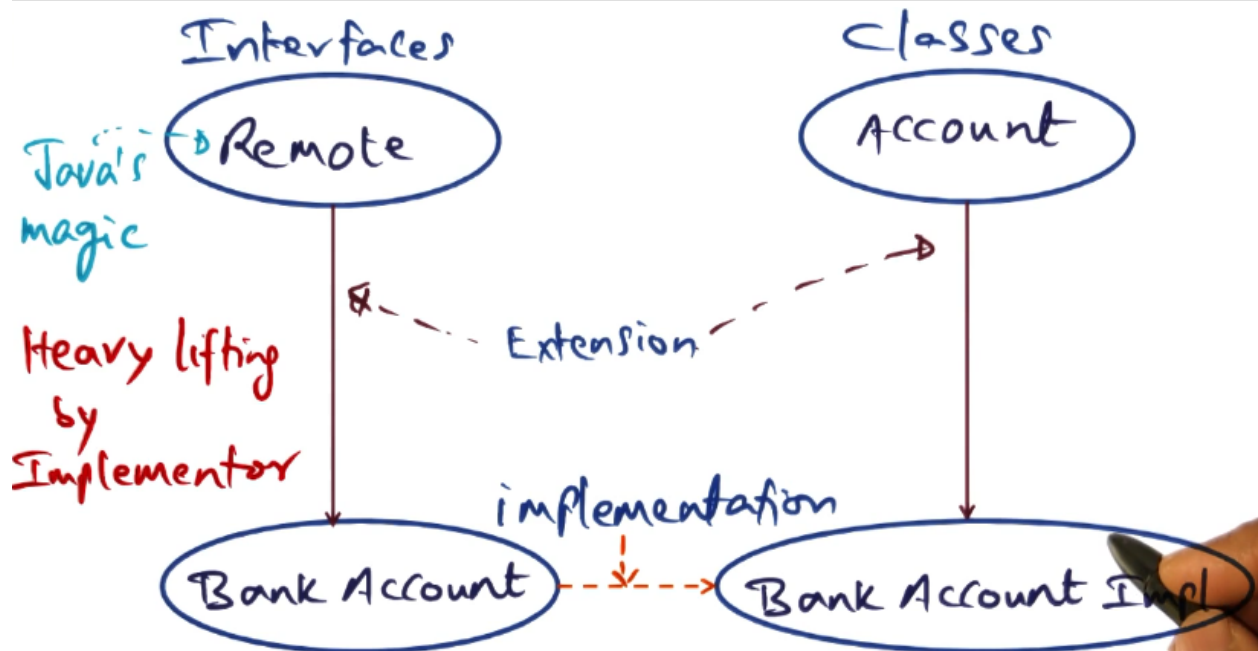 Interfaces
Classes
Java's
magic
Remote
Account
Extension
Heavy lifting
by
Implementor
implementation
Bank Account
Bank Account Impl